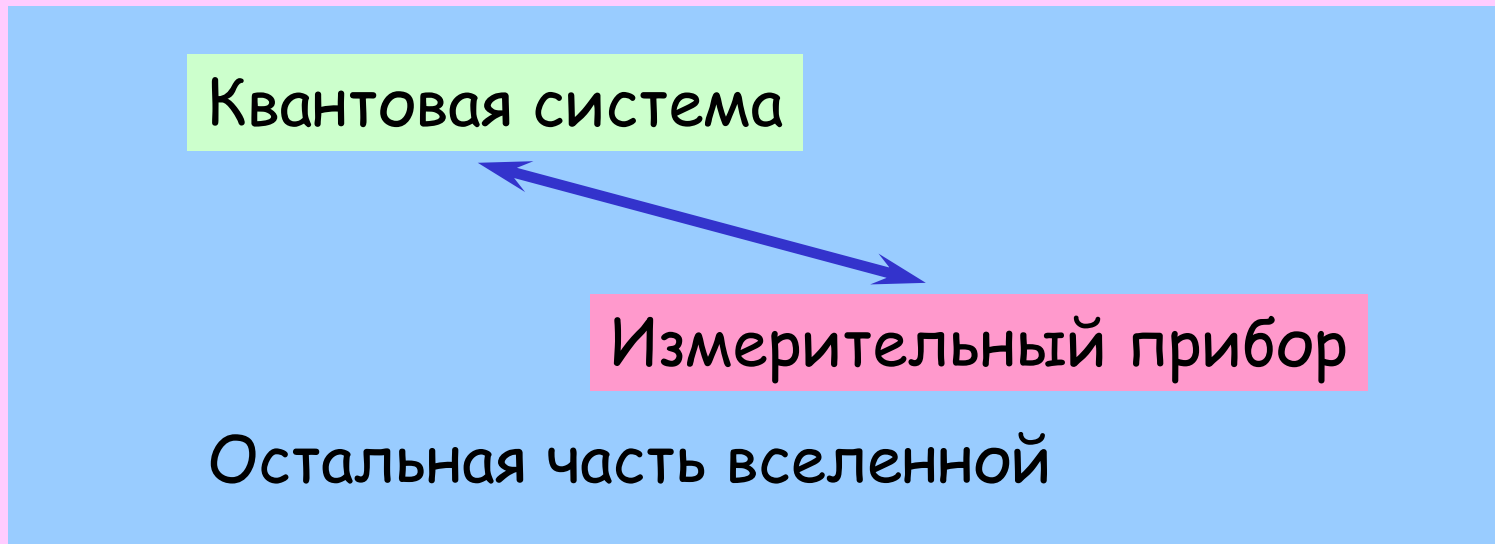 Квантовая система
Измерительный прибор
Остальная часть вселенной